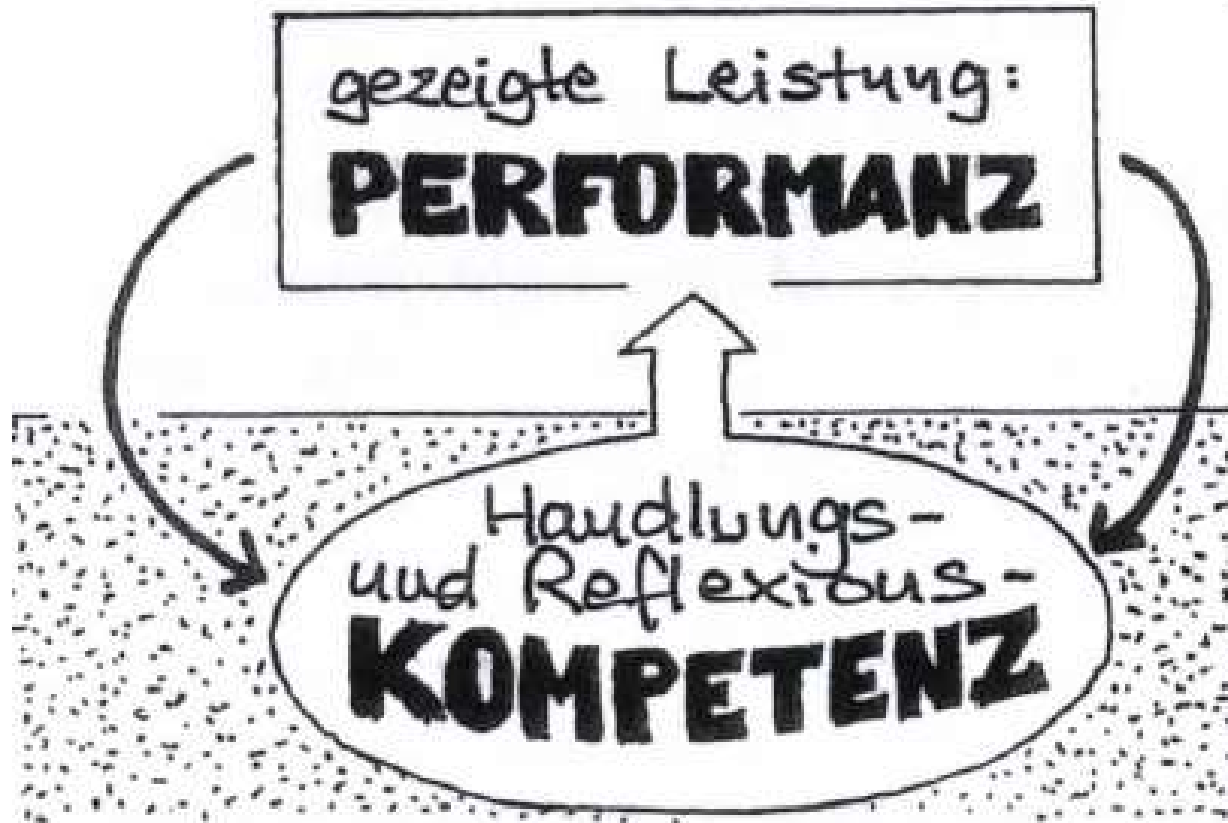 gezeigte Leistung:
PERFORMANZ
Handlungs-
und Reflexions-
KOMPETENZ